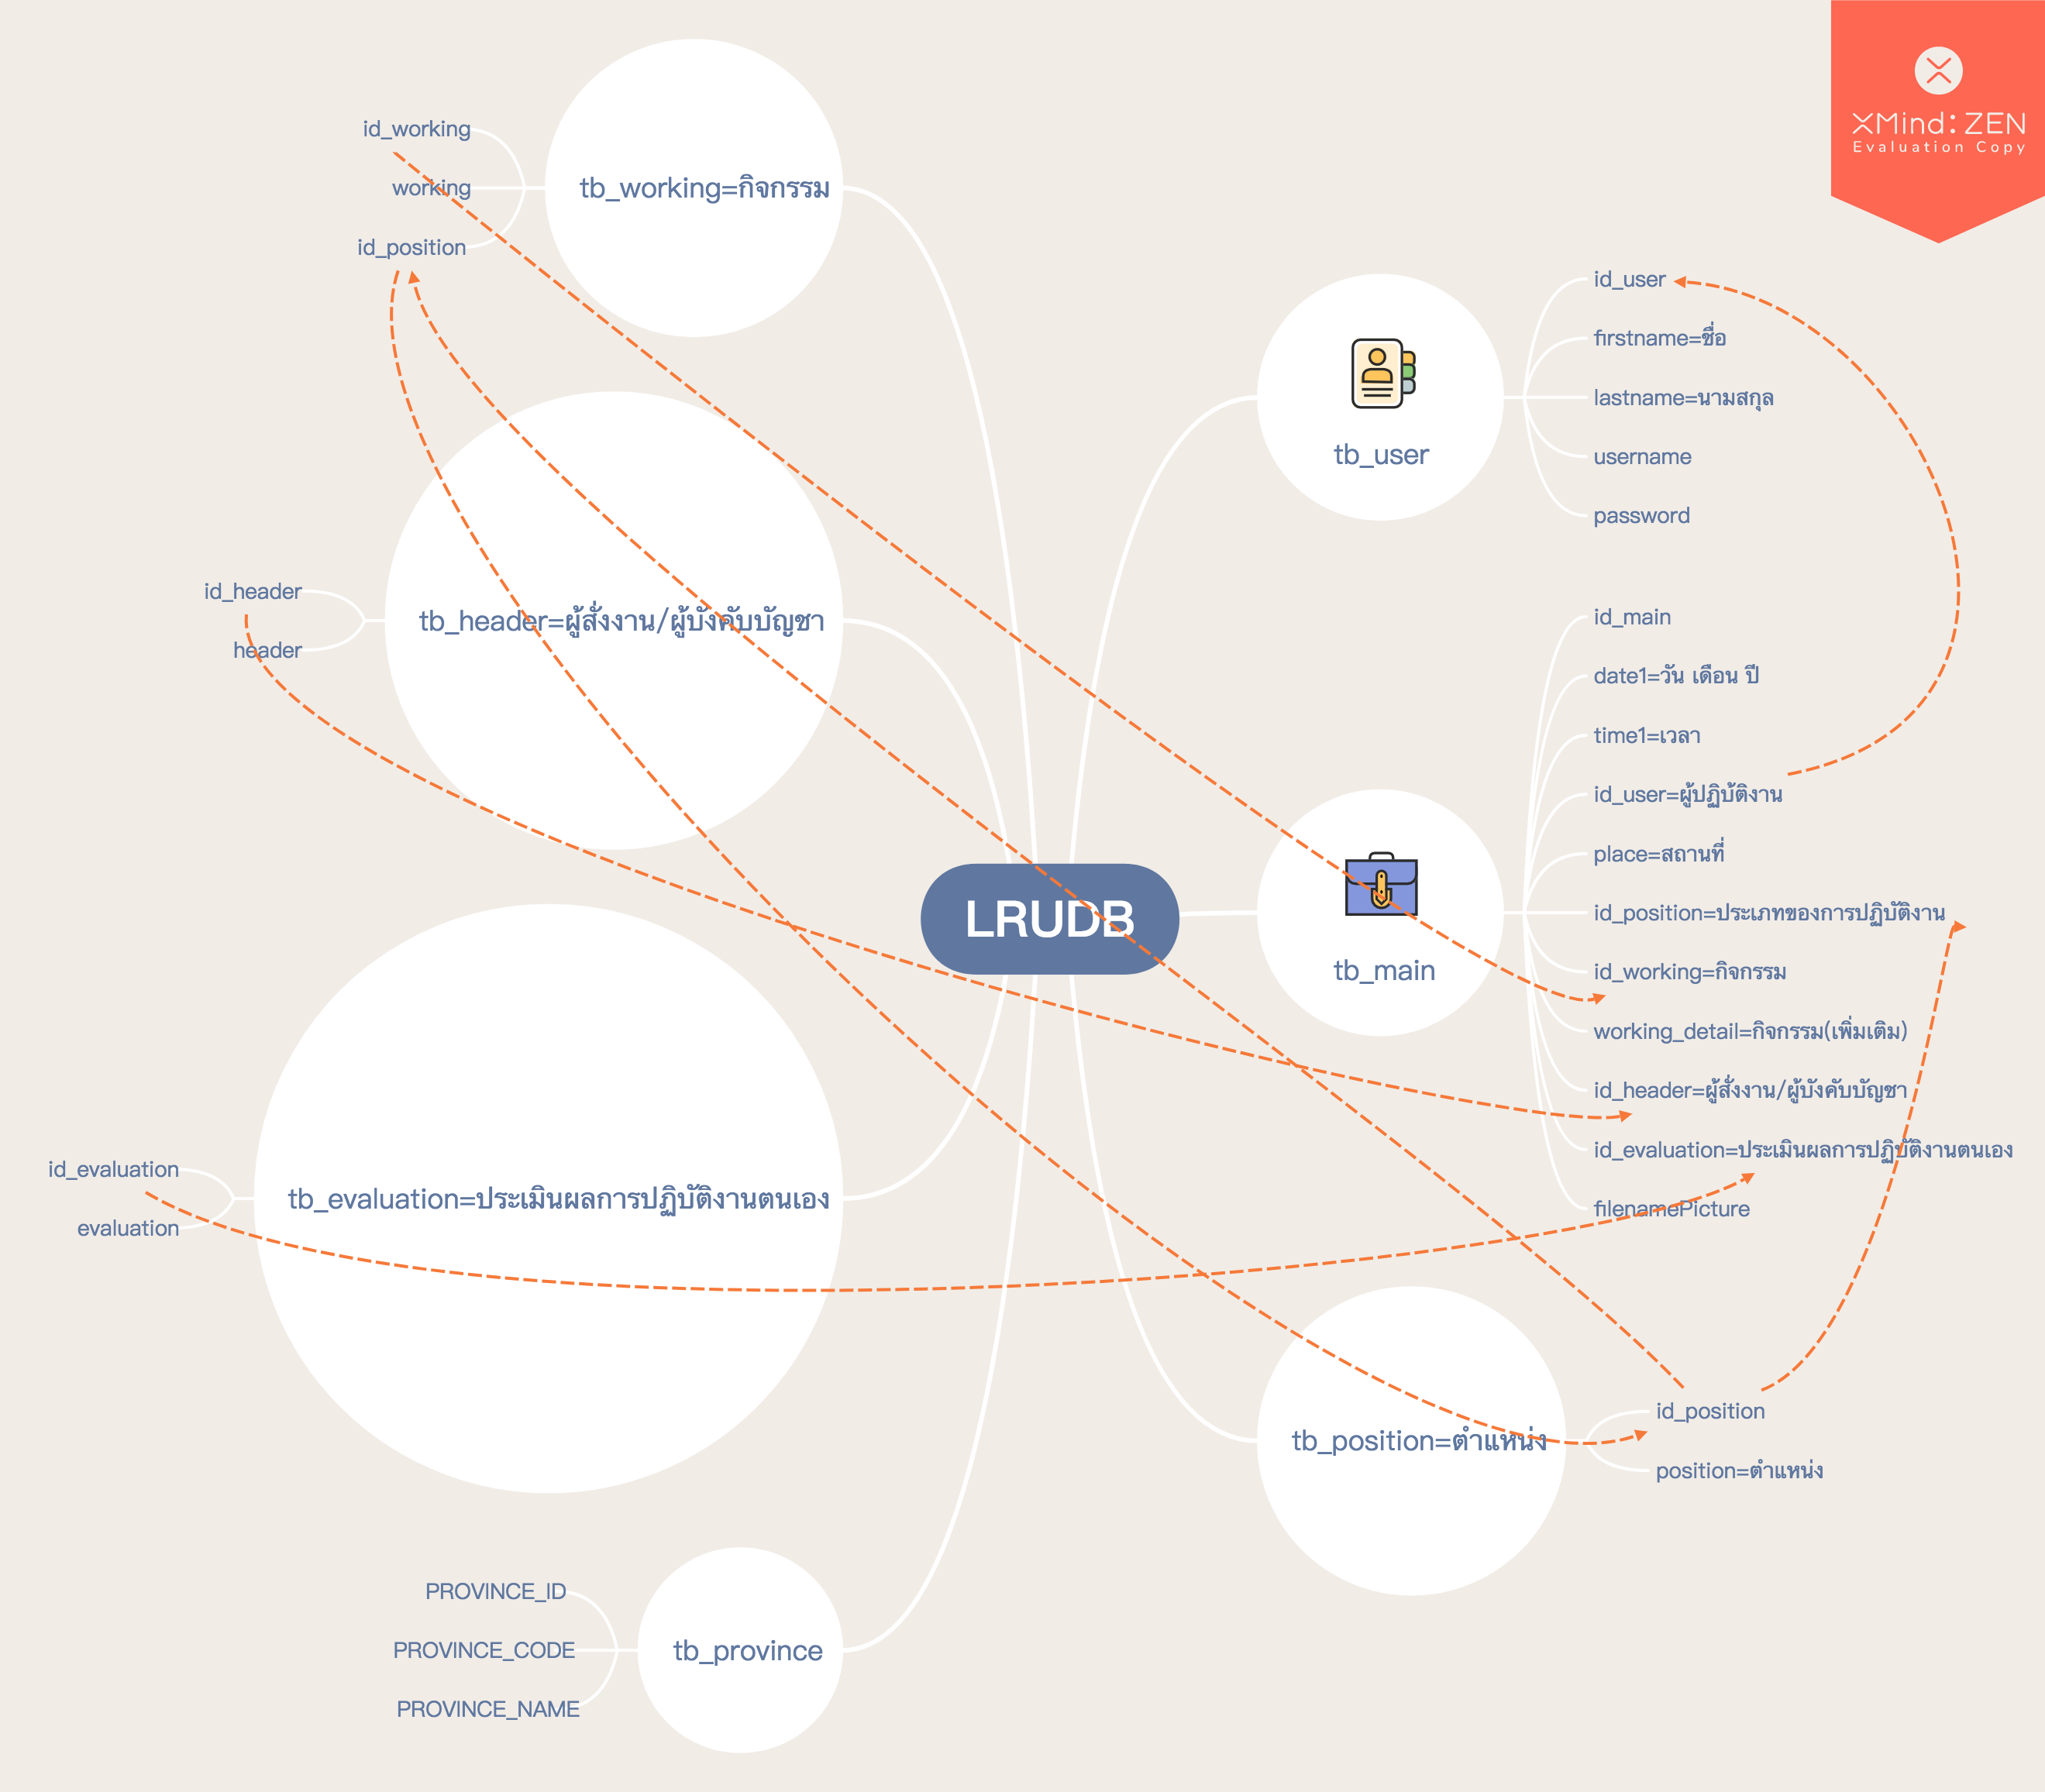 XMind: ZEN
Evaluation Copy
LRUDB
tb_user
id_user
firstname=ชื่อ
lastname=นามสกุล
username
password
tb_main
id_main
date1=วัน เดือน ปี
time1=เวลา
id_user=ผู้ปฏิบ้ติงาน
place=สถานที่
id_position=ประเภทของการปฏิบัติงาน
id_working=กิจกรรม
working_detail=กิจกรรม(เพิ่มเติม)
id_header=ผู้สั่งงาน/ผู้บังคับบัญชา
id_evaluation=ประเมินผลการปฏิบัติงานตนเอง
filenamePicture
tb_position=ตำแหน่ง
id_position
position=ตำแหน่ง
tb_working=กิจกรรม
id_working
working
id_position
tb_header=ผู้สั่งงาน/ผู้บังคับบัญชา
id_header
header
tb_evaluation=ประเมินผลการปฏิบัติงานตนเอง
id_evaluation
evaluation
tb_province
PROVINCE_ID
PROVINCE_CODE
PROVINCE_NAME